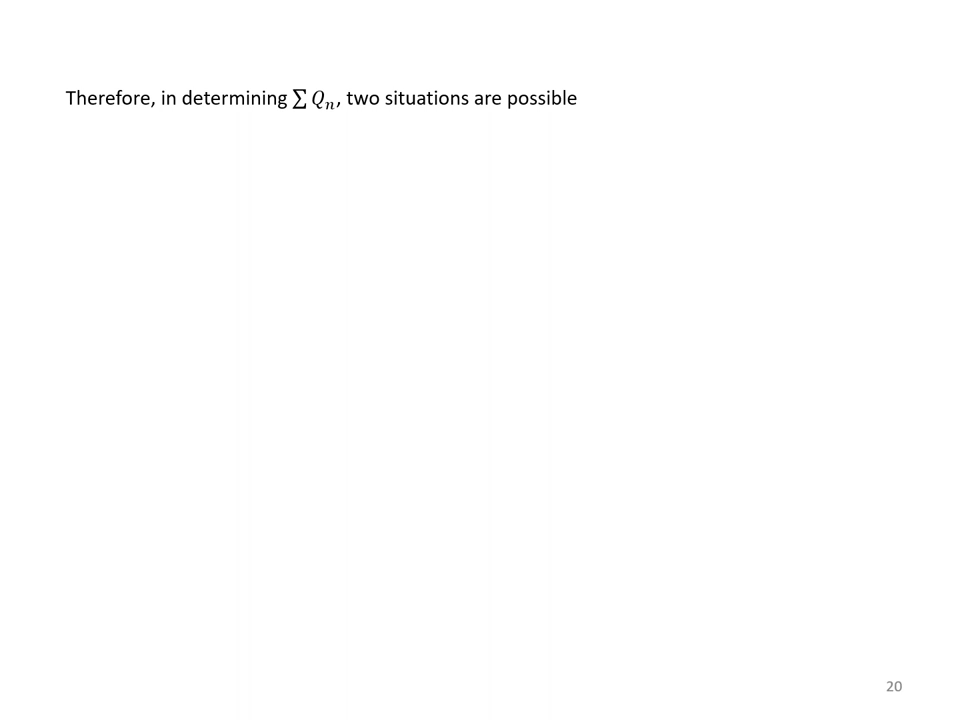 Therefore, in determining ∑ Qₙ, two situations are possible
20